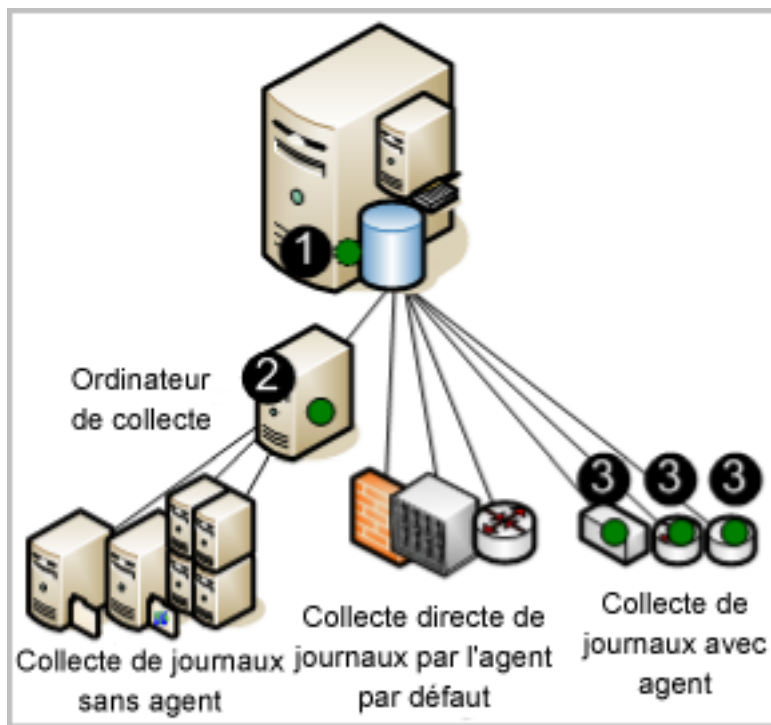 1
2
Ordinateur
de collecte
3 3 3
Collecte de journaux
sans agent
Collecte directe de
journaux par l'agent
par défaut
Collecte de
journaux avec
agent